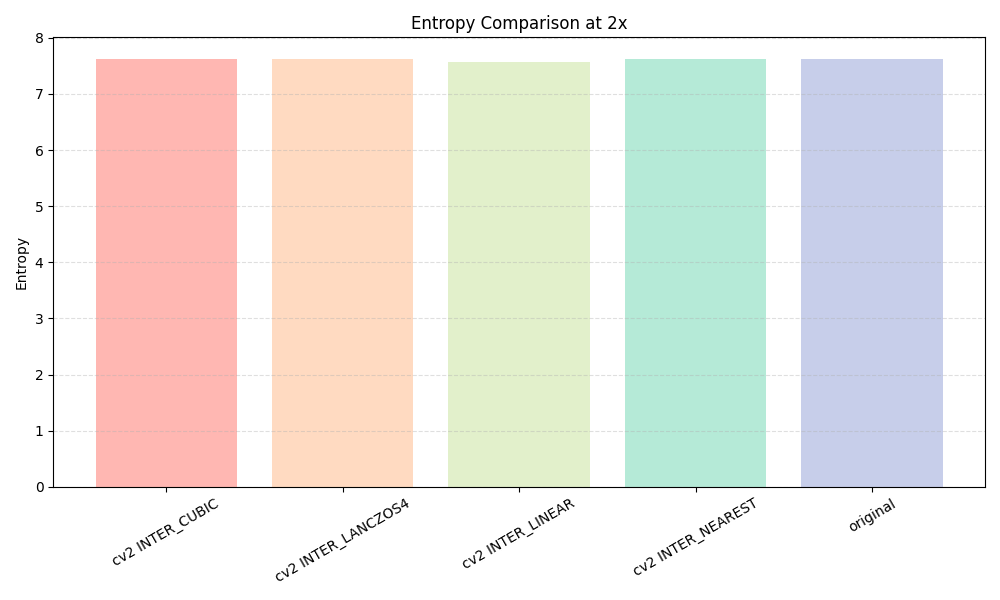 Entropy Comparison at 2x
Entropy
8
7
6
5
4
3
2
1
0
cv2 INTER_CUBIC
cv2 INTER_LANCZOS4
cv2 INTER_LINEAR
cv2 INTER_NEAREST
original